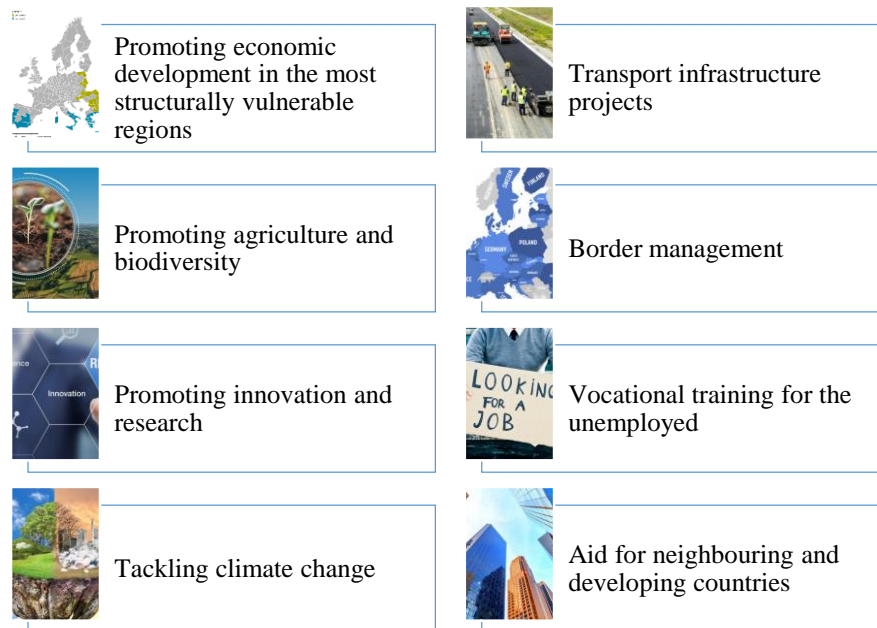 Promoting economic
development in the most
structurally vulnerable
regions
Transport infrastructure
projects
Promoting agriculture and
biodiversity
SWEDEN
FINLAND
GERMANY
POLAND
Border management
Innovation
Promoting innovation and
research
LOOKING
FOR A
JOB
Vocational training for the
unemployed
Tackling climate change
Aid for neighbouring and
developing countries